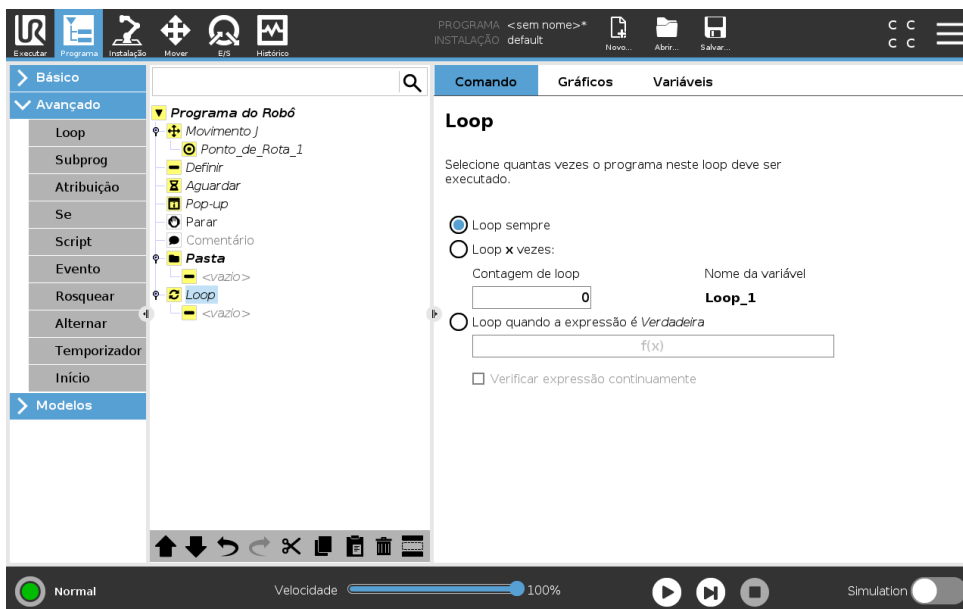 PROGRAMA <sem nome>*
INSTALAÇÃO default
Executar Programa Instalação Mover E/S Histórico Novo... Abrir... Salvar...
C C
C C
Básico
Avançado
Loop
Subprog
Atribuição
Se
Script
Evento
Rosquear
Alternar
Temporizador
Início
Modelos
Programa do Robô
Movimento J
Ponto_de_Rota_1
Definir
Aguardar
Pop-up
Parar
Comentário
Pasta
<vazio>
Loop
<vazio>
Comando Gráficos Variáveis
Loop
Selecione quantas vezes o programa neste loop deve ser
executado.
Loop sempre
Loop x vezes:
Contagem de loop Nome da variável
0 Loop_1
Loop quando a expressão é Verdadeira
f(x)
Verificar expressão continuamente
Normal Velocidade 100% Simulation